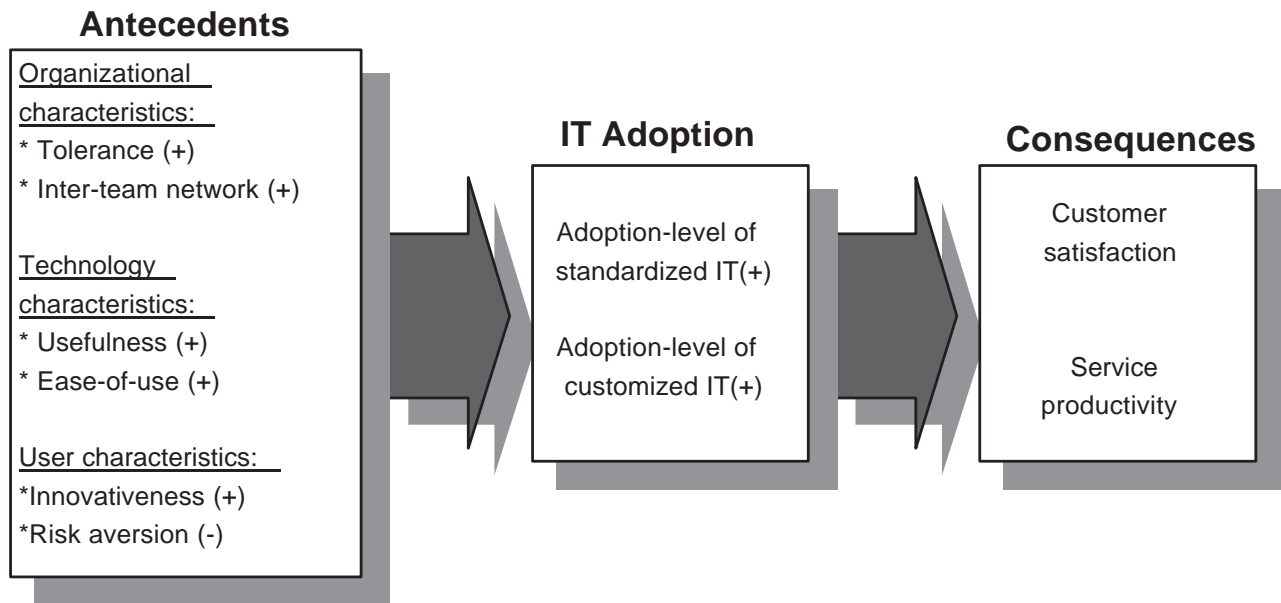 Antecedents
Organizational
characteristics:
* Tolerance (+)
* Inter-team network (+)
Technology
characteristics:
* Usefulness (+)
* Ease-of-use (+)
User characteristics:
*Innovativeness (+)
*Risk aversion (-)
IT Adoption
Adoption-level of
standardized IT(+)
Adoption-level of
customized IT(+)
Consequences
Customer
satisfaction
Service
productivity